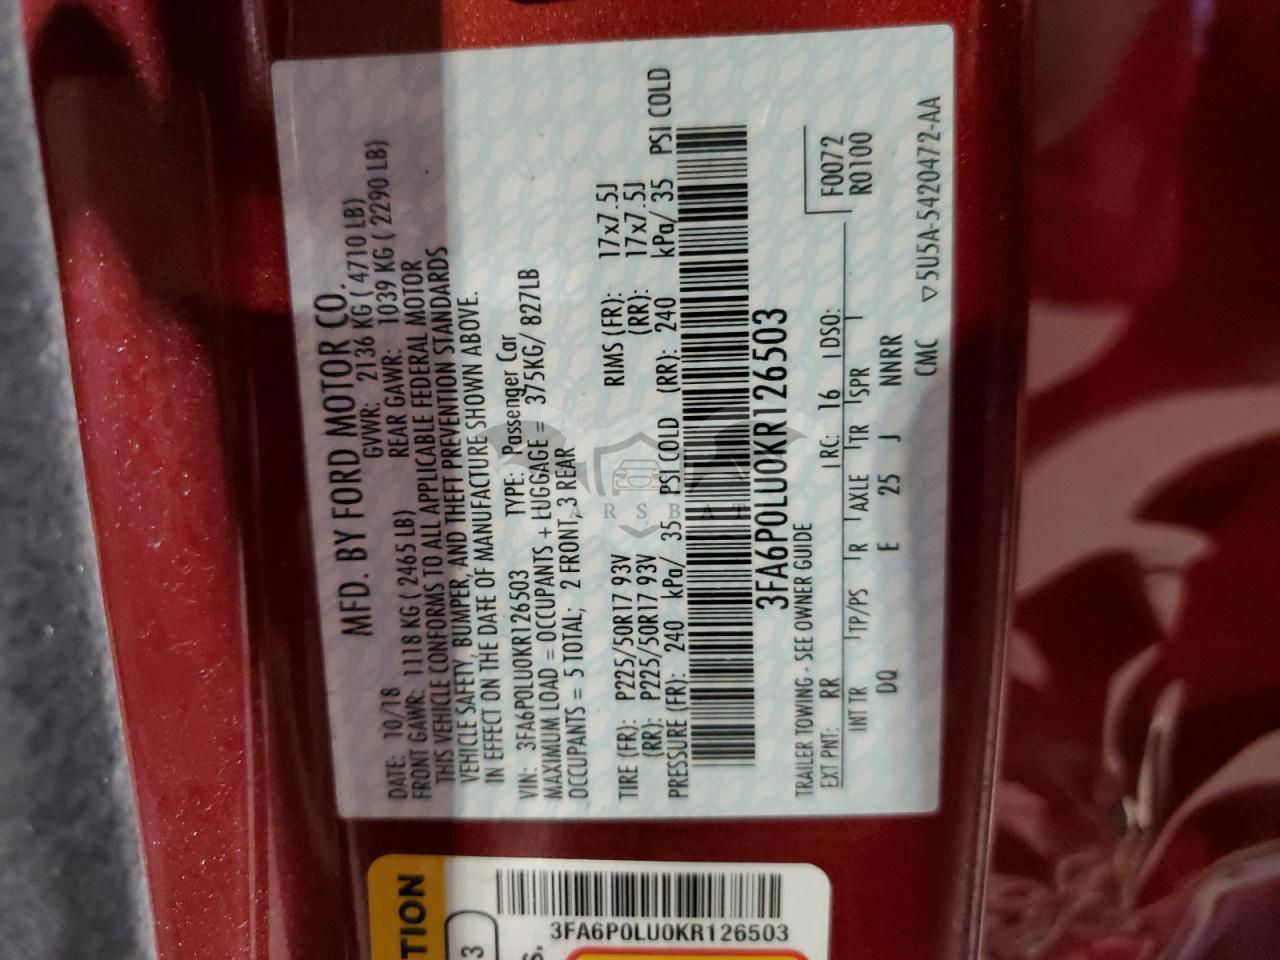 MFD. BY FORD MOTOR CO.
DATE: 10/18 GVWR: 2136 KG ( 4710 LB)
FRONT GAWR: 1118 KG ( 2465 LB) REAR GAWR: 1039 KG ( 2290 LB)
THIS VEHICLE CONFORMS TO ALL APPLICABLE FEDERAL MOTOR
VEHICLE SAFETY, BUMPER, AND THEFT PREVENTION STANDARDS
IN EFFECT ON THE DATE OF MANUFACTURE SHOWN ABOVE.
VIN: 3FA6P0LU0KR126503 TYPE: Passenger Car
MAXIMUM LOAD = OCCUPANTS + LUGGAGE = 375KG/ 827LB
OCCUPANTS = 5 TOTAL; 2 FRONT, 3 REAR
TIRE (FR): P225/50R17 93V RIMS (FR): 17x7.5J
(RR): P225/50R17 93V (RR): 17x7.5J
PRESSURE (FR): 240 kPa/ 35 PSI COLD (RR): 240 kPa/ 35 PSI COLD
3FA6P0LU0KR126503
TRAILER TOWING - SEE OWNER GUIDE
EXT PNT: RR RC: 16 DSO: F0072
R0100
INT TR TP/PS R AXLE TR SPR
DQ E 25 J NNRR
CMC ▽5U5A-5420472-AA
ARSBAT
TION
3
S.
3FA6P0LU0KR126503